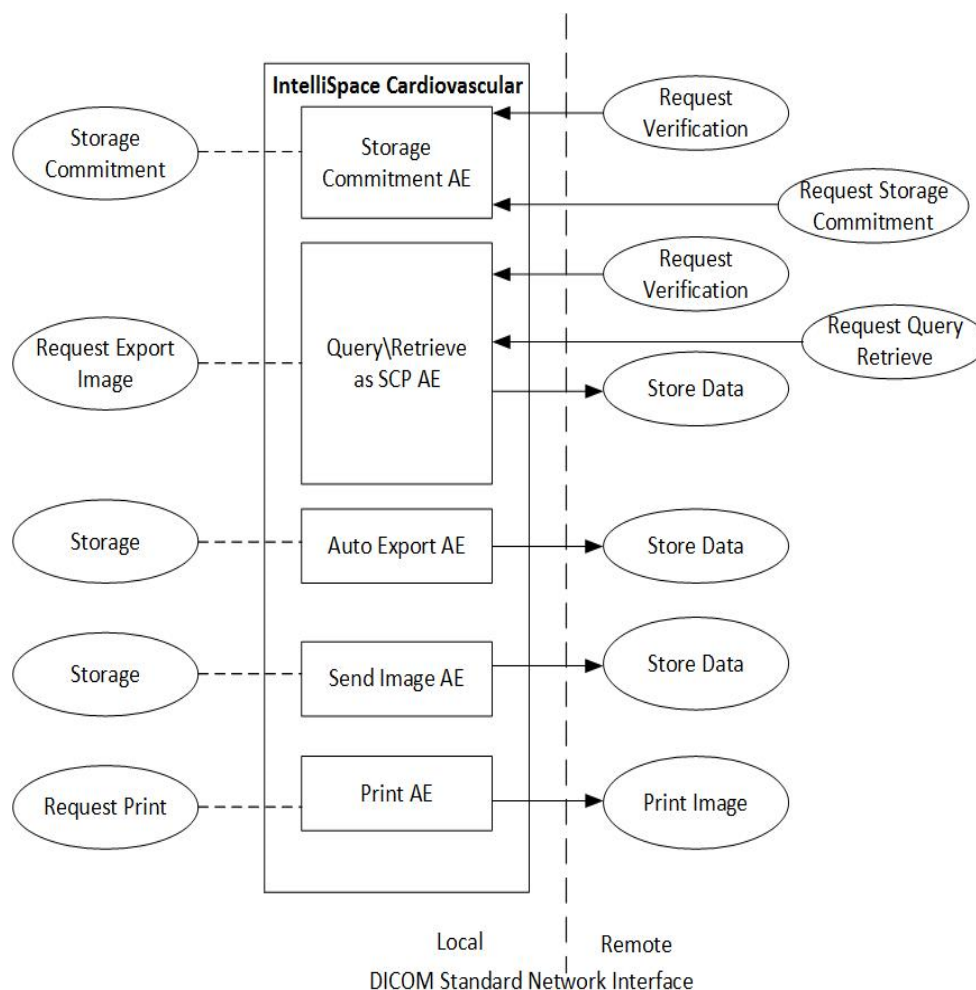 IntelliSpace Cardiovascular
Storage
Commitment
Storage
Commitment AE
Request
Verification
Request Storage
Commitment
Request Export
Image
Query\Retrieve
as SCP AE
Request
Verification
Request Query
Retrieve
Store Data
Storage
Auto Export AE
Store Data
Storage
Send Image AE
Store Data
Request Print
Print AE
Print Image
Local
Remote
DICOM Standard Network Interface